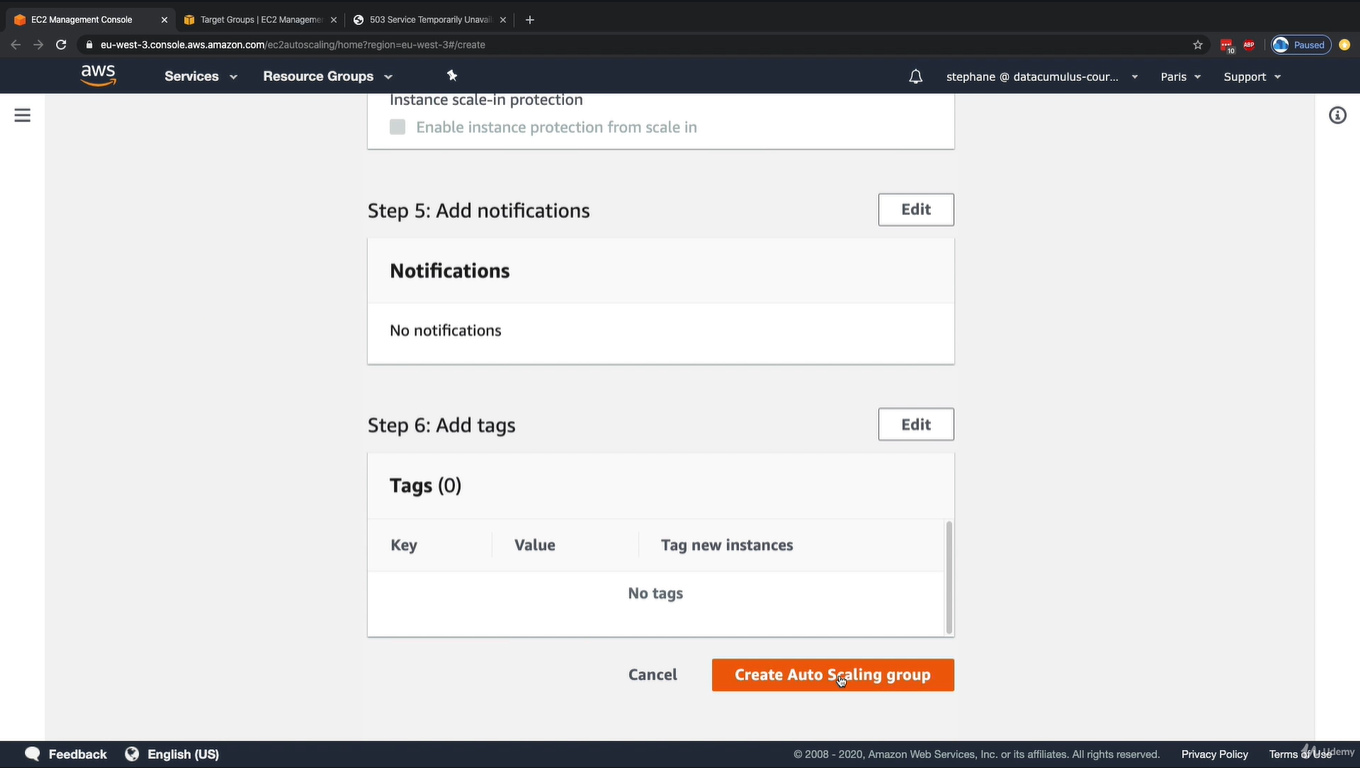 EC2 Management Console
Target Groups | EC2 Manageme
503 Service Temporarily Unavai
eu-west-3.console.aws.amazon.com/ec2autoscaling/home?region=eu-west-3#/create
10
ABP
Paused
aws
Services
Resource Groups
stephane @ datacumulus-cour...
Paris
Support
Instance scale-in protection
Enable instance protection from scale in
Step 5: Add notifications
Edit
Notifications
No notifications
Step 6: Add tags
Edit
Tags (0)
Key Value Tag new instances
No tags
Cancel
Create Auto Scaling group
Feedback
English (US)
© 2008 - 2020, Amazon Web Services, Inc. or its affiliates. All rights reserved.
Privacy Policy
Terms of Use
Udemy